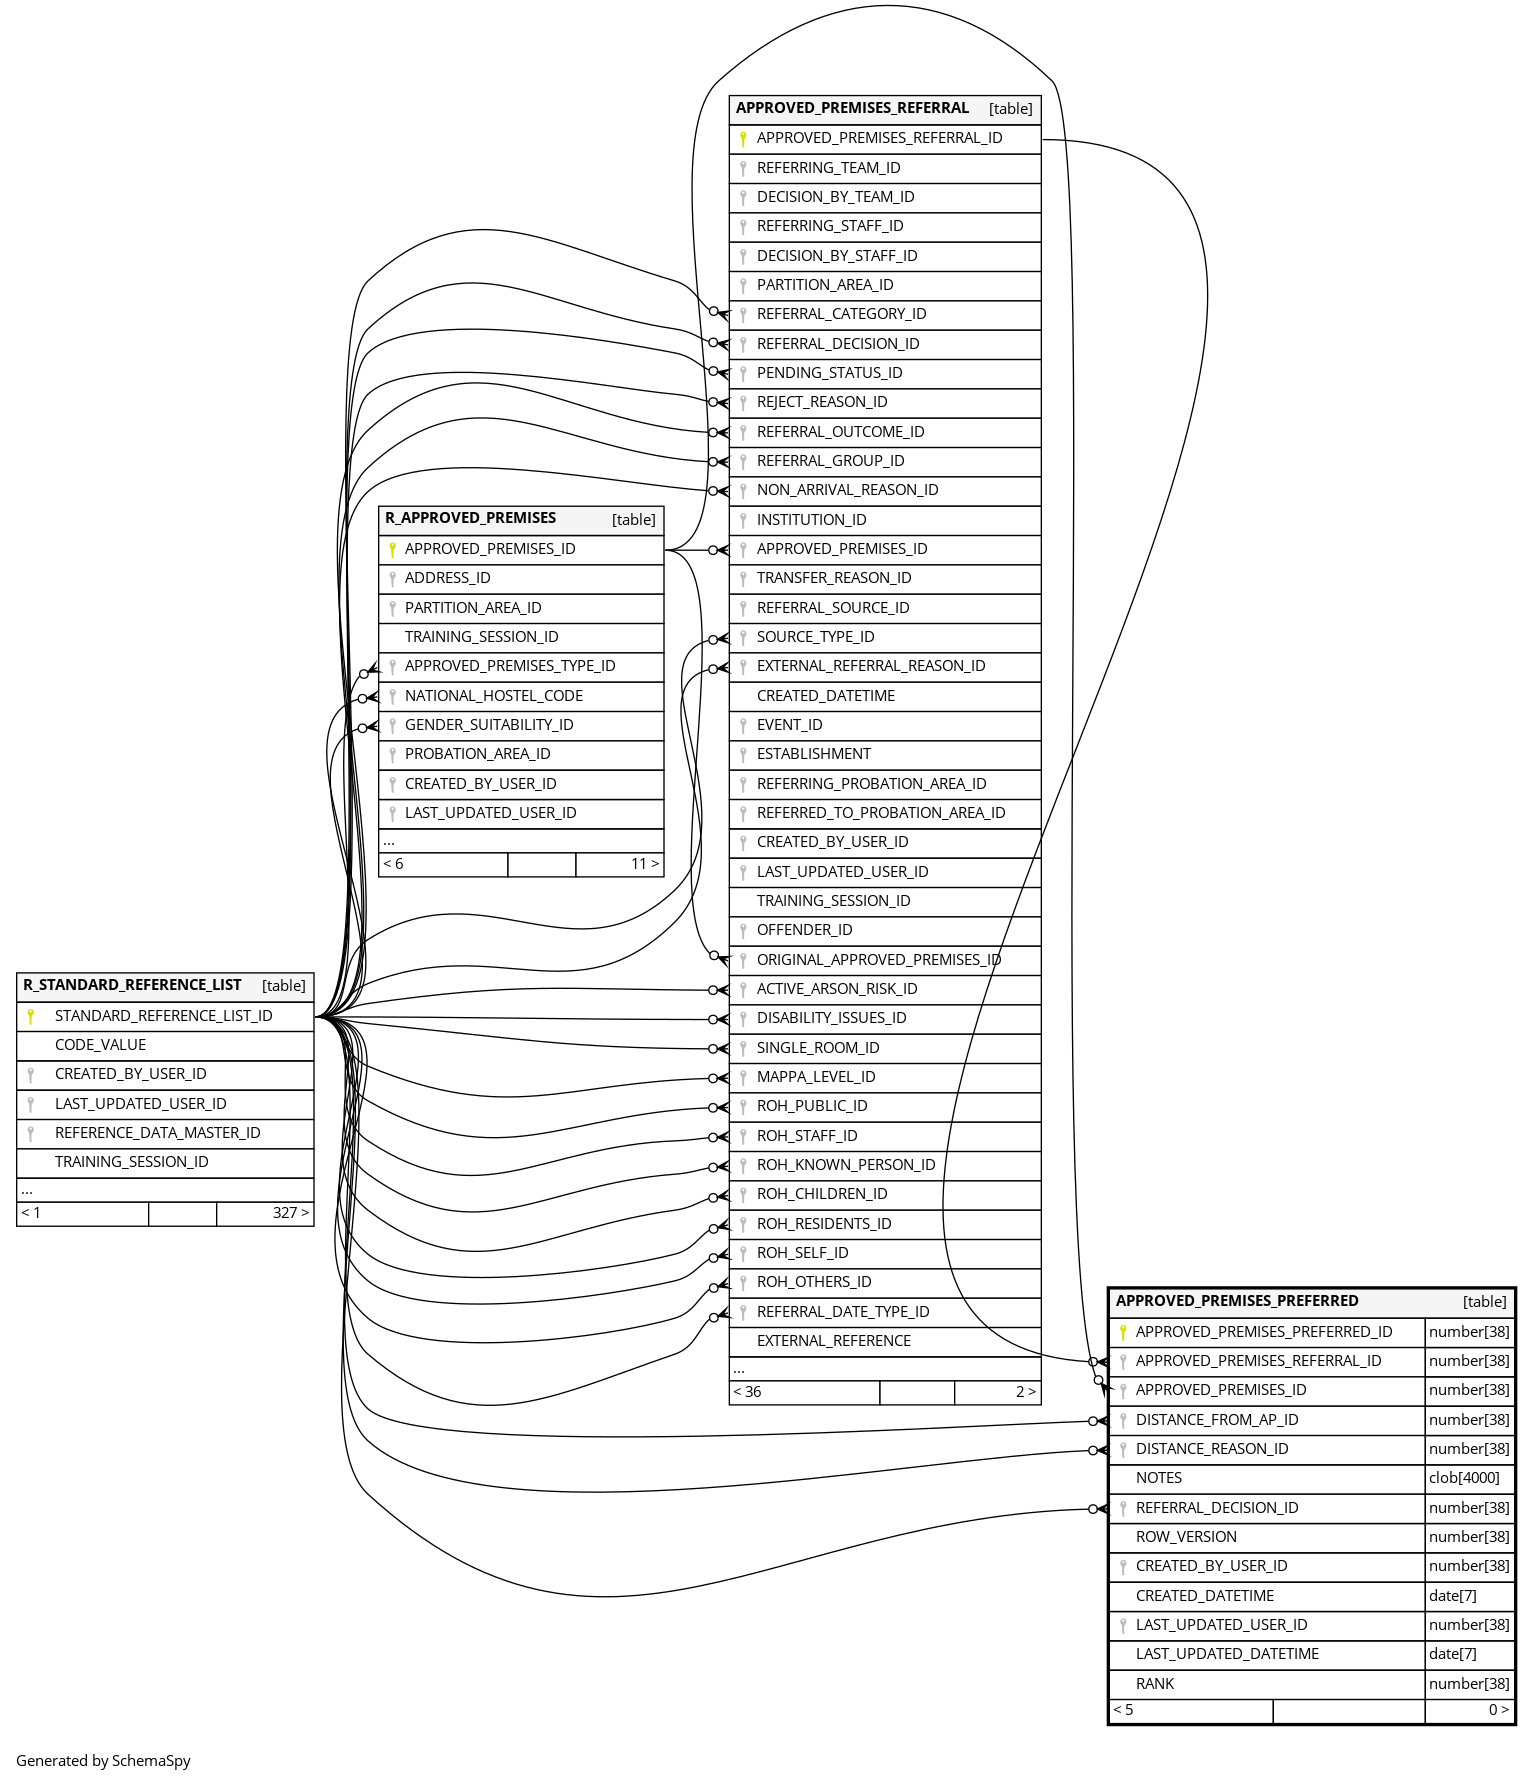 APPROVED_PREMISES_REFERRAL [table]
APPROVED_PREMISES_REFERRAL_ID
REFERRING_TEAM_ID
DECISION_BY_TEAM_ID
REFERRING_STAFF_ID
DECISION_BY_STAFF_ID
PARTITION_AREA_ID
REFERRAL_CATEGORY_ID
REFERRAL_DECISION_ID
PENDING_STATUS_ID
REJECT_REASON_ID
REFERRAL_OUTCOME_ID
REFERRAL_GROUP_ID
NON_ARRIVAL_REASON_ID
INSTITUTION_ID
APPROVED_PREMISES_ID
TRANSFER_REASON_ID
REFERRAL_SOURCE_ID
SOURCE_TYPE_ID
EXTERNAL_REFERRAL_REASON_ID
CREATED_DATETIME
EVENT_ID
ESTABLISHMENT
REFERRING_PROBATION_AREA_ID
REFERRED_TO_PROBATION_AREA_ID
CREATED_BY_USER_ID
LAST_UPDATED_USER_ID
TRAINING_SESSION_ID
OFFENDER_ID
ORIGINAL_APPROVED_PREMISES_ID
ACTIVE_ARSON_RISK_ID
DISABILITY_ISSUES_ID
SINGLE_ROOM_ID
MAPPA_LEVEL_ID
ROH_PUBLIC_ID
ROH_STAFF_ID
ROH_KNOWN_PERSON_ID
ROH_CHILDREN_ID
ROH_RESIDENTS_ID
ROH_SELF_ID
ROH_OTHERS_ID
REFERRAL_DATE_TYPE_ID
EXTERNAL_REFERENCE
...
< 36 2 >
R_APPROVED_PREMISES [table]
APPROVED_PREMISES_ID
ADDRESS_ID
PARTITION_AREA_ID
TRAINING_SESSION_ID
APPROVED_PREMISES_TYPE_ID
NATIONAL_HOSTEL_CODE
GENDER_SUITABILITY_ID
PROBATION_AREA_ID
CREATED_BY_USER_ID
LAST_UPDATED_USER_ID
...
< 6 11 >
R_STANDARD_REFERENCE_LIST [table]
STANDARD_REFERENCE_LIST_ID
CODE_VALUE
CREATED_BY_USER_ID
LAST_UPDATED_USER_ID
REFERENCE_DATA_MASTER_ID
TRAINING_SESSION_ID
...
< 1 327 >
APPROVED_PREMISES_PREFERRED [table]
APPROVED_PREMISES_PREFERRED_ID number[38]
APPROVED_PREMISES_REFERRAL_ID number[38]
APPROVED_PREMISES_ID number[38]
DISTANCE_FROM_AP_ID number[38]
DISTANCE_REASON_ID number[38]
NOTES clob[4000]
REFERRAL_DECISION_ID number[38]
ROW_VERSION number[38]
CREATED_BY_USER_ID number[38]
CREATED_DATETIME date[7]
LAST_UPDATED_USER_ID number[38]
LAST_UPDATED_DATETIME date[7]
RANK number[38]
< 5 0 >
Generated by SchemaSpy